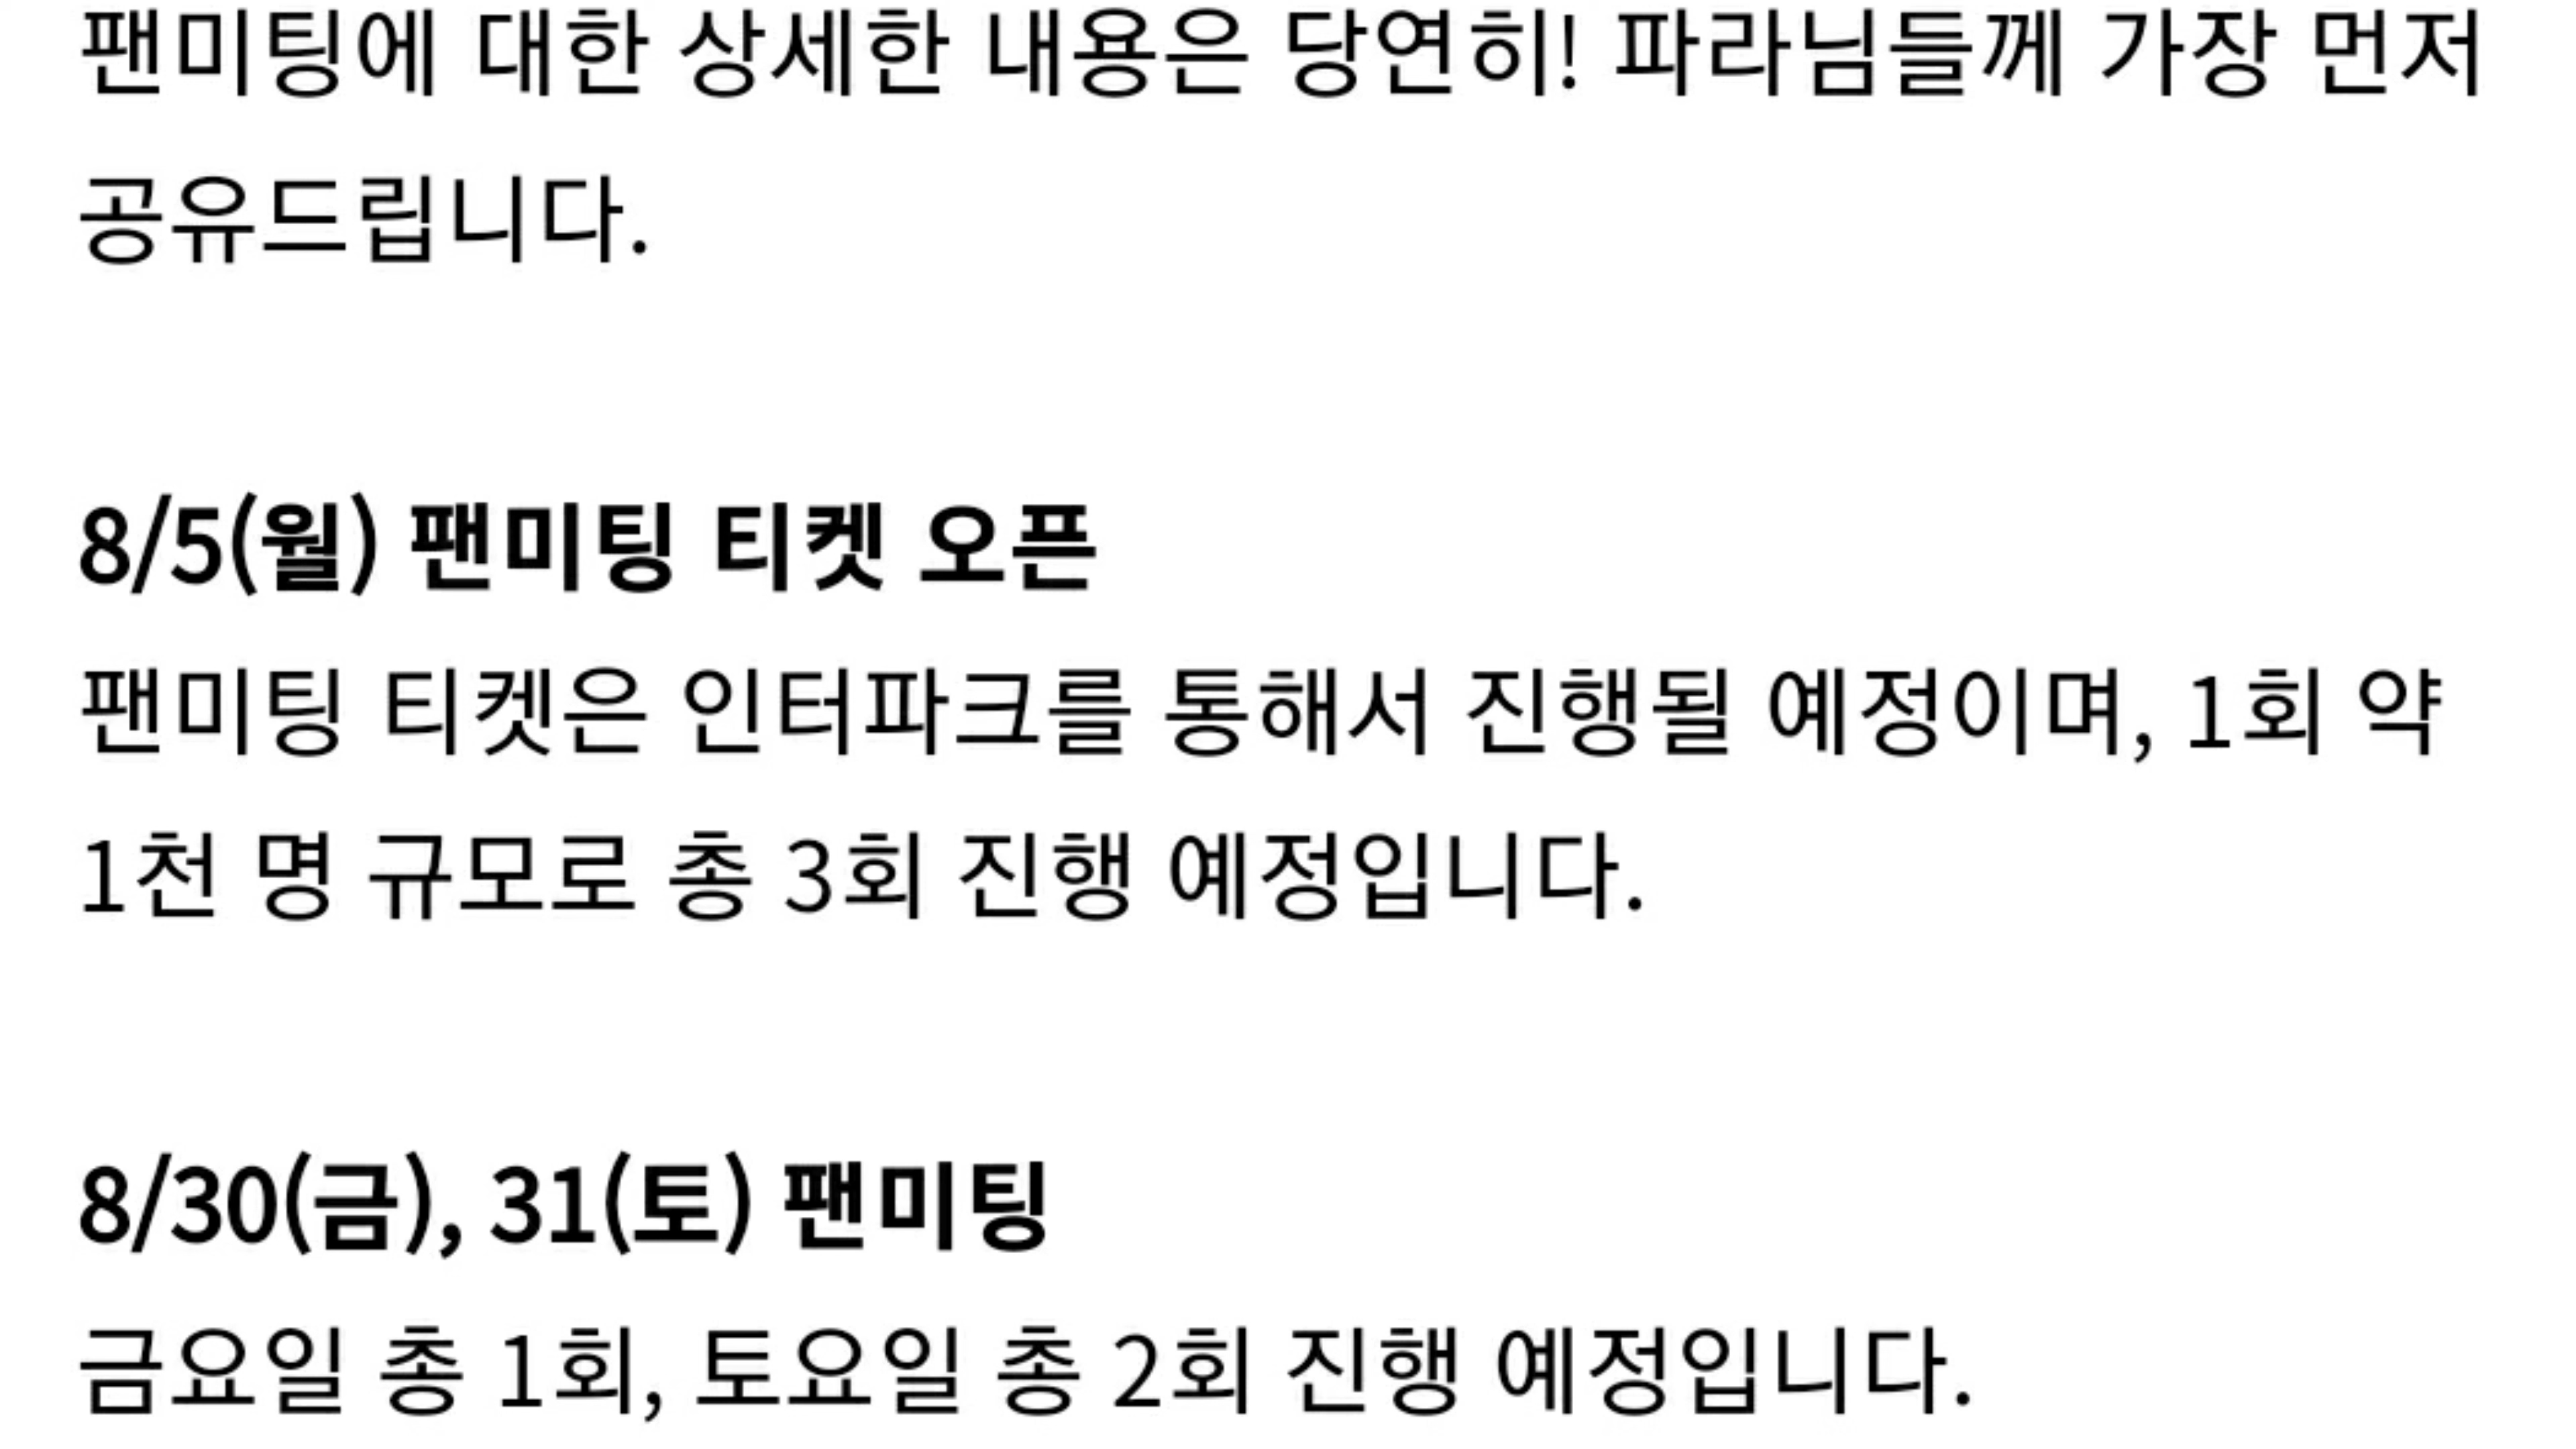 팬미팅에 대한 상세한 내용은 당연히! 파라님들께 가장 먼저
공유드립니다.
8/5(월) 팬미팅 티켓 오픈
팬미팅 티켓은 인터파크를 통해서 진행될 예정이며, 1회 약
1천 명 규모로 총 3회 진행 예정입니다.
8/30(금), 31(토) 팬미팅
금요일 총 1회, 토요일 총 2회 진행 예정입니다.